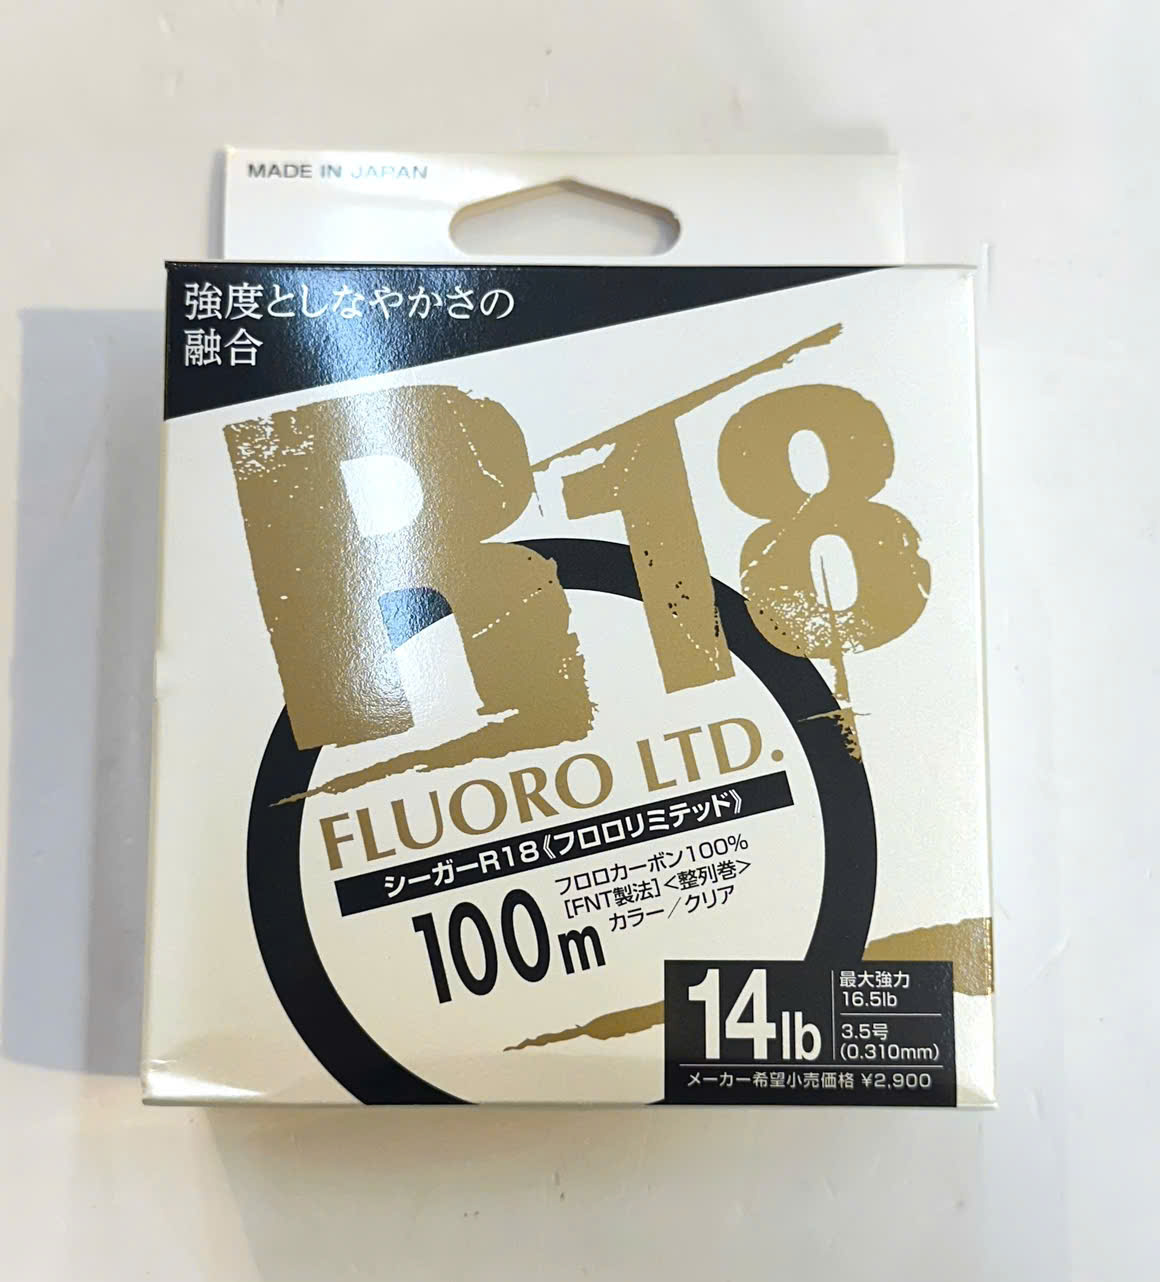 MADE IN JAPAN
強度としなやかさの
融合
R18
FLUORO LTD.
シーガーR18《フロロリミテッド》
100m
フロロカーボン100%
[FNT製法]<整列巻>
カラー/クリア
14lb
最大強力
16.5lb
3.5号
(0.310mm)
メーカー希望小売価格 ¥2,900